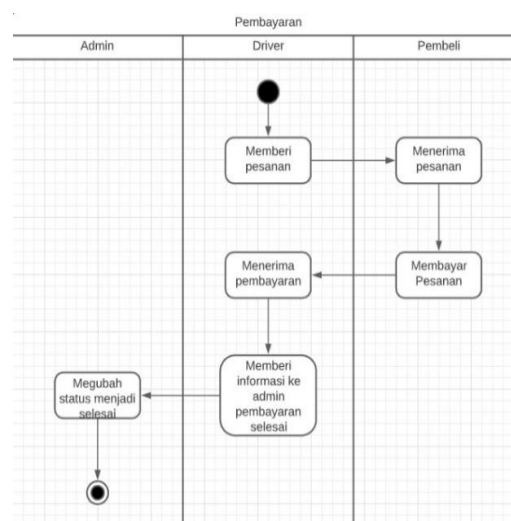 Pembayaran
Admin
Driver
Pembeli
Memberi
pesanan
Menerima
pesanan
Menerima
pembayaran
Membayar
Pesanan
Memberi
informasi ke
admin
pembayaran
selesai
Megubah
status menjadi
selesai